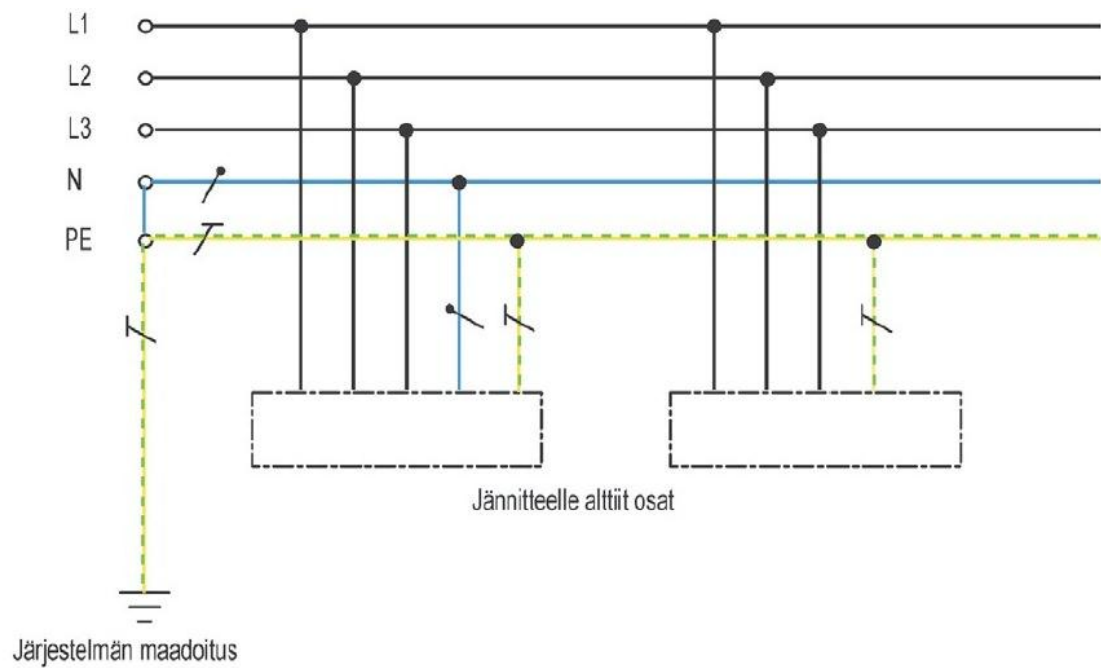 L1
L2
L3
N
PE
Jännitteelle alttiit osat
Järjestelmän maadoitus